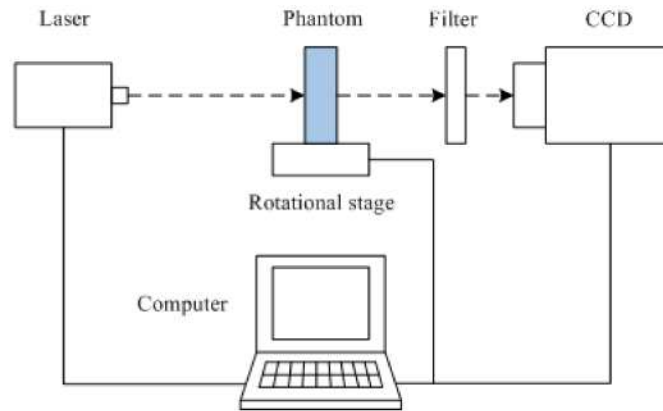 Laser
Phantom
Filter
CCD
Rotational stage
Computer